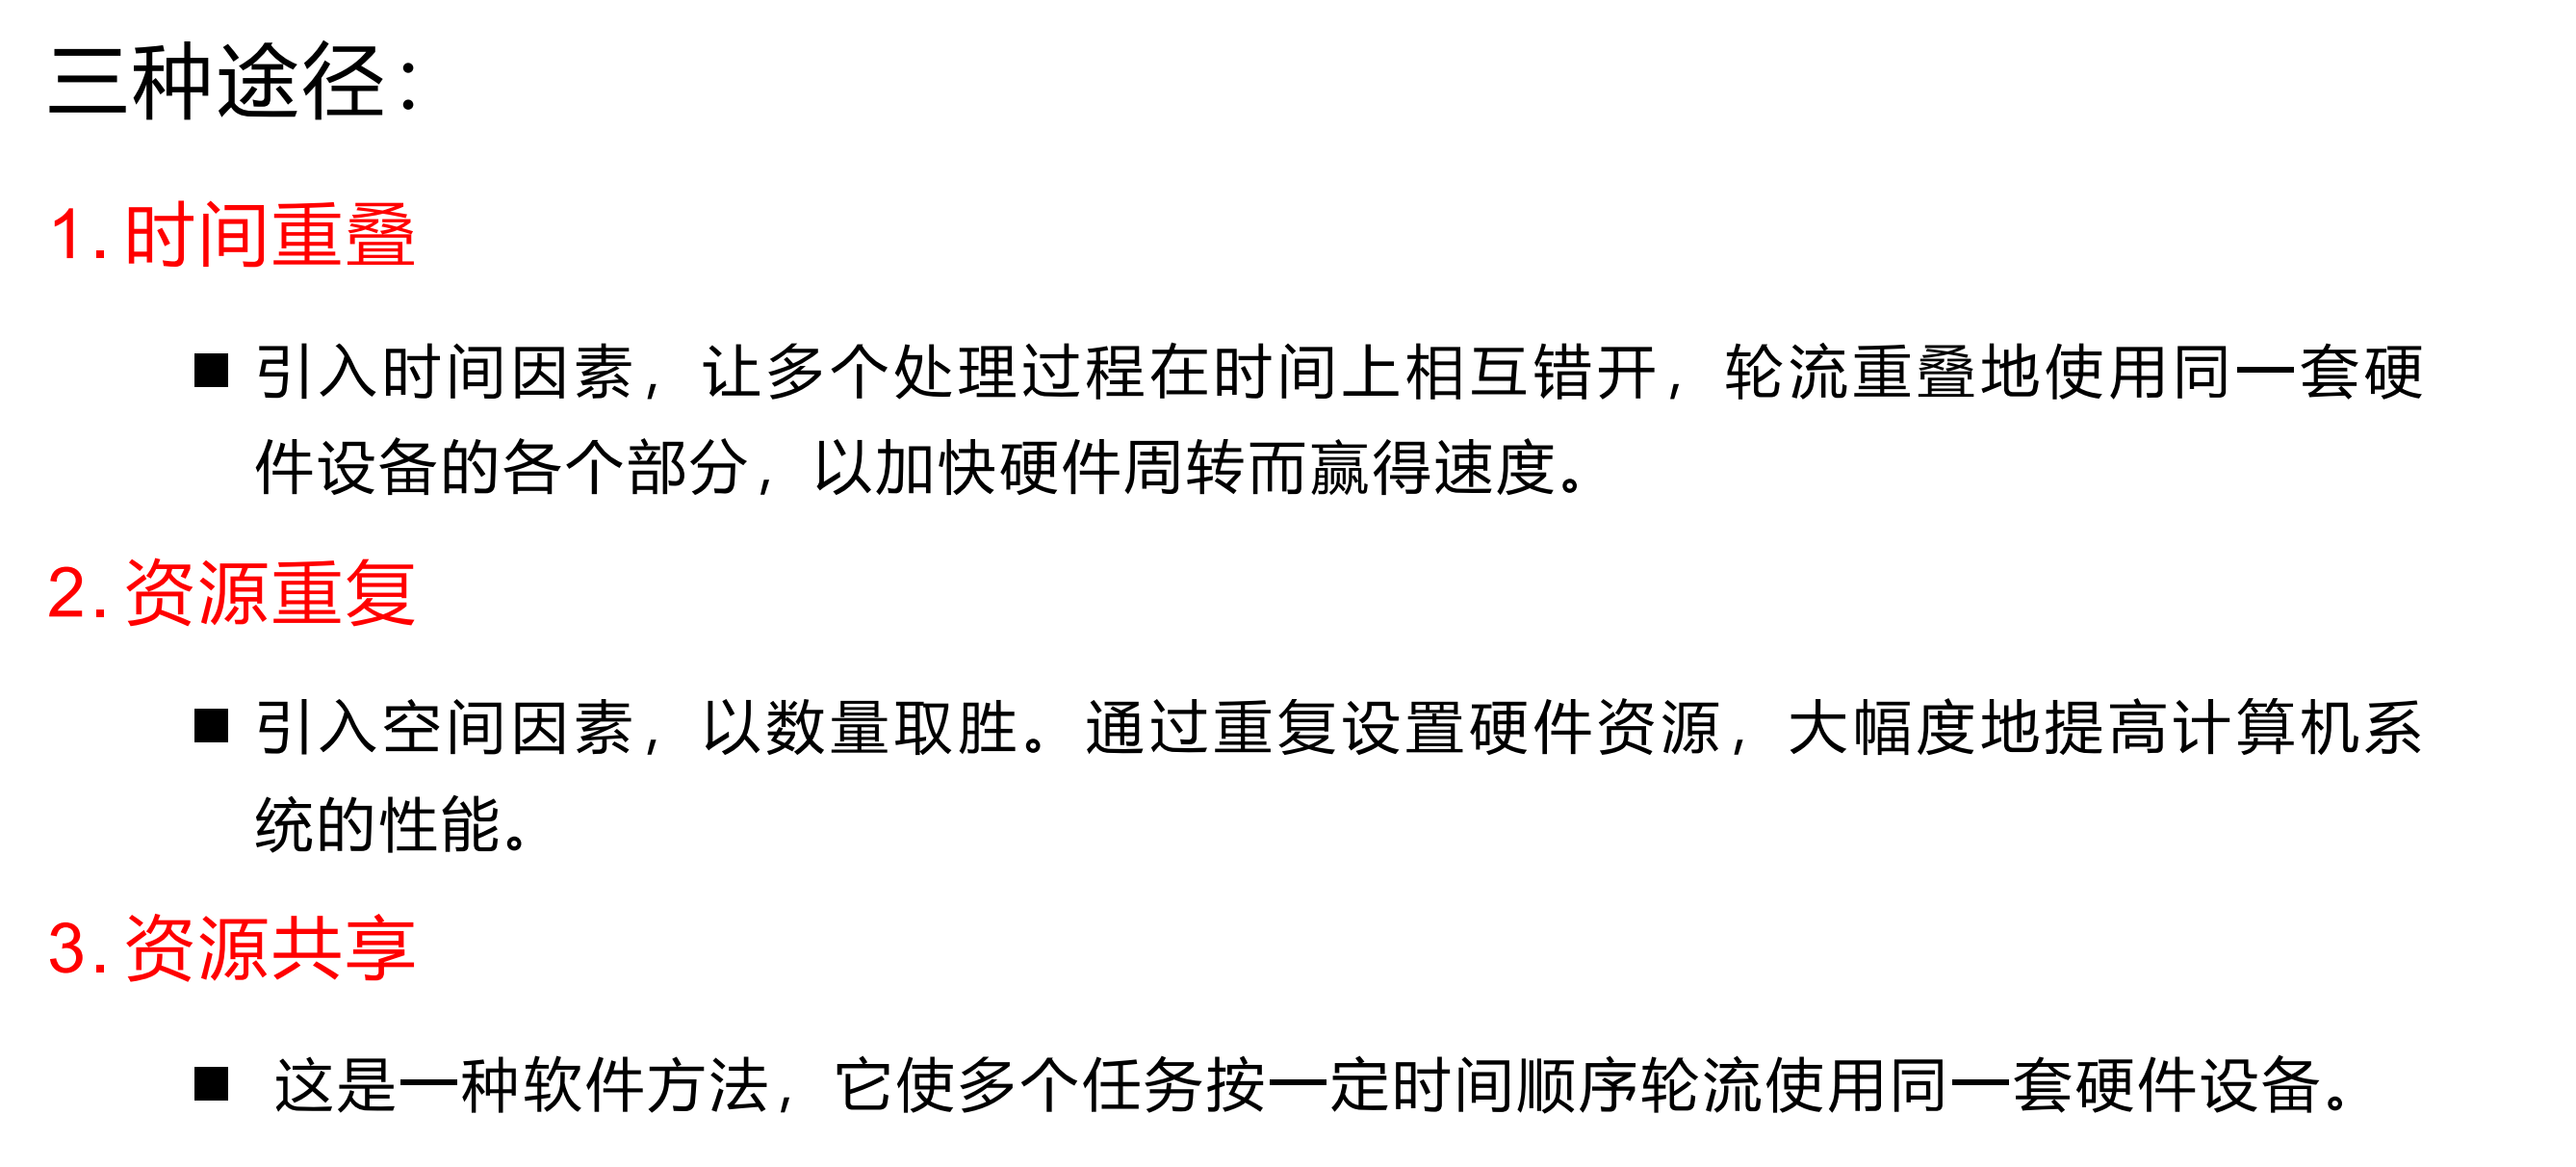 三种途径：
1. 时间重叠
■ 引入时间因素，让多个处理过程在时间上相互错开，轮流重叠地使用同一套硬
件设备的各个部分，以加快硬件周转而赢得速度。
2. 资源重复
■ 引入空间因素，以数量取胜。通过重复设置硬件资源，大幅度地提高计算机系
统的性能。
3. 资源共享
■ 这是一种软件方法，它使多个任务按一定时间顺序轮流使用同一套硬件设备。